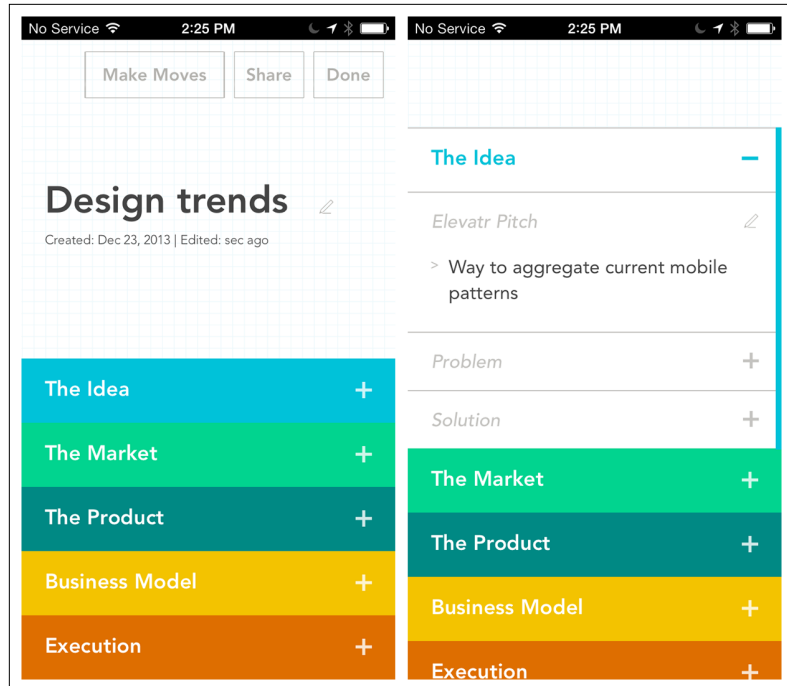 No Service 2:25 PM
Make Moves Share Done
Design trends
Created: Dec 23, 2013 | Edited: sec ago
The Idea +
The Market +
The Product +
Business Model +
Execution +
No Service 2:25 PM
The Idea −
Elevatr Pitch
> Way to aggregate current mobile
patterns
Problem +
Solution +
The Market +
The Product +
Business Model +
Execution +